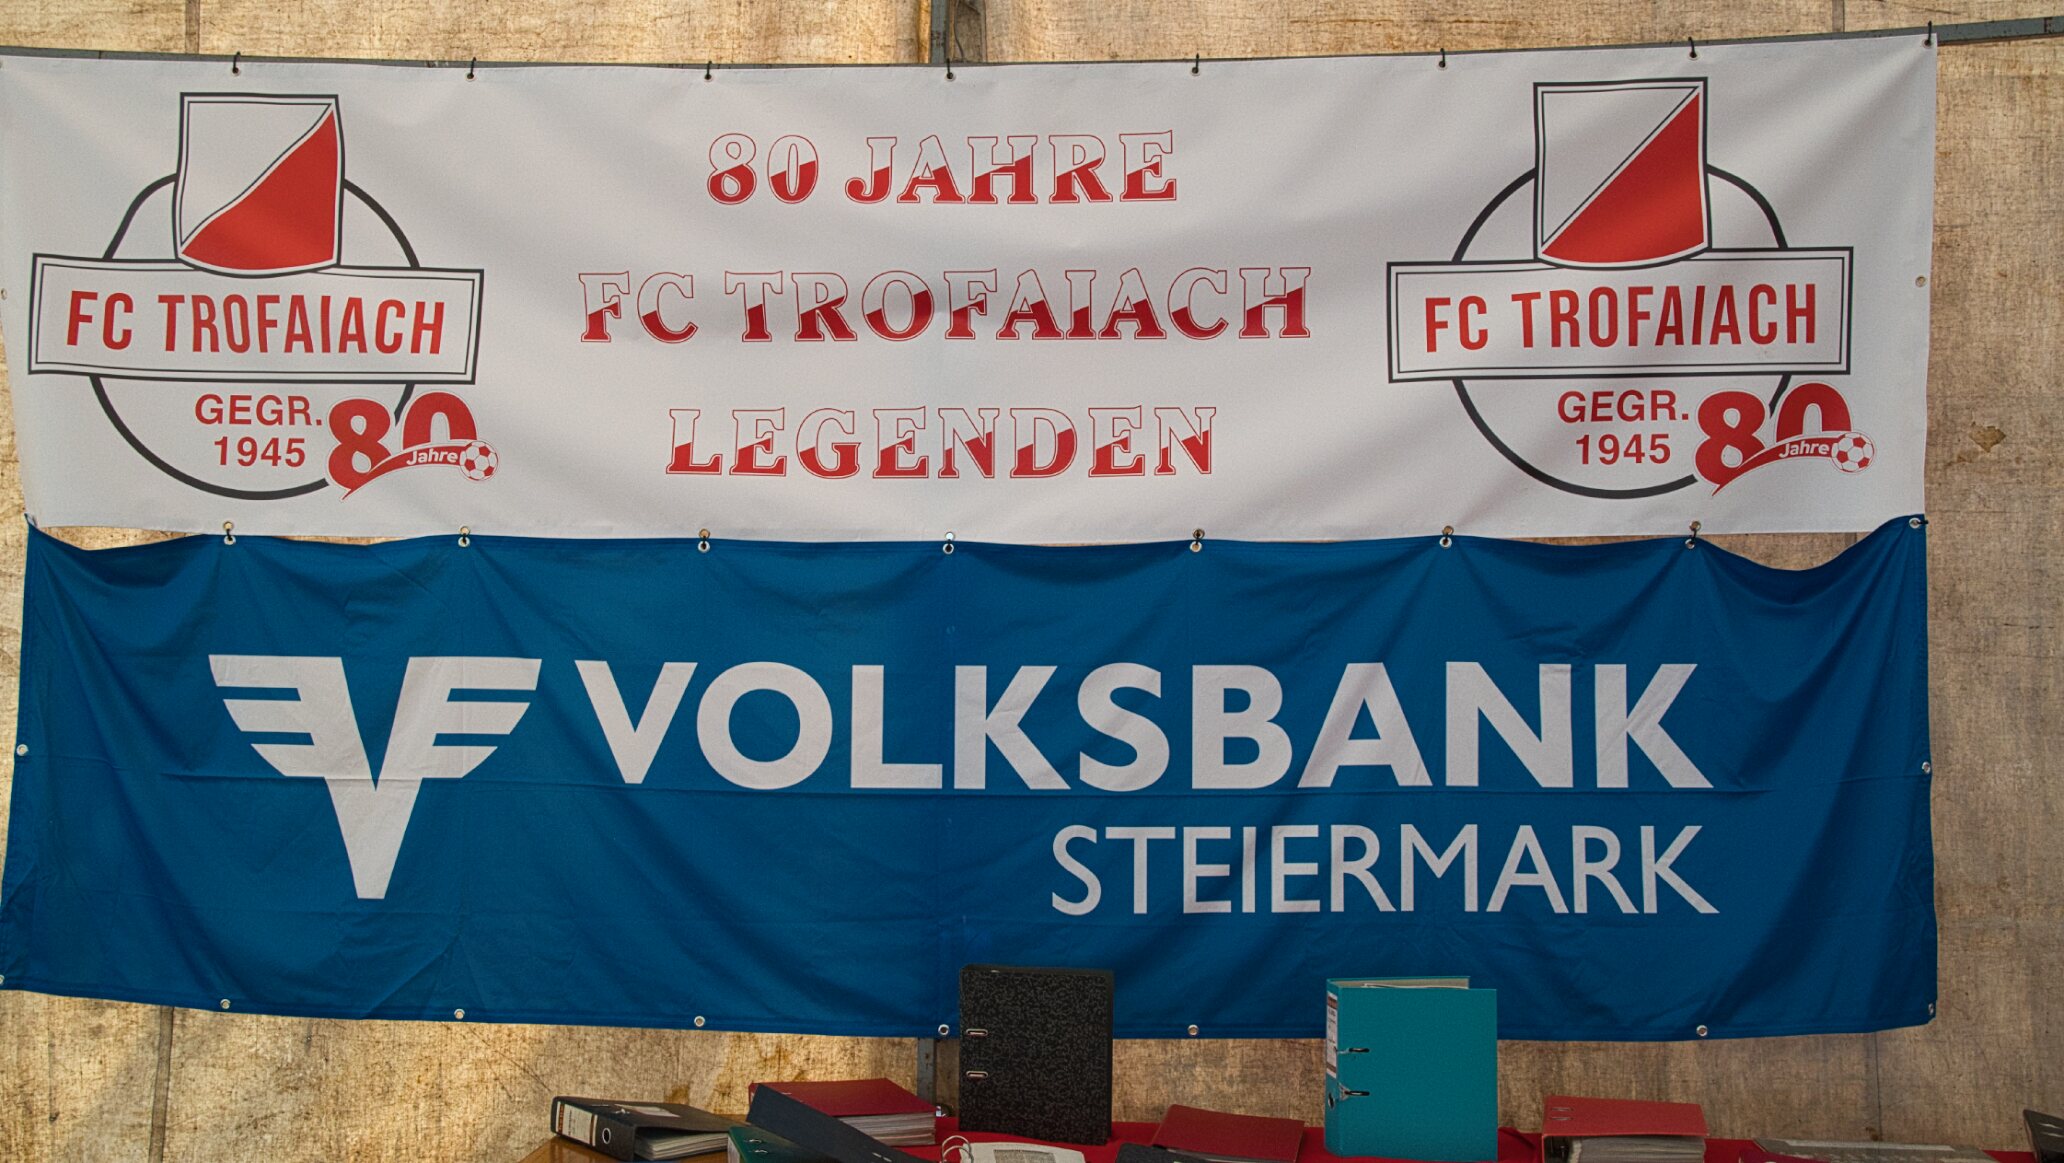 80 JAHRE
FC TROFAIACH
LEGENDEN
FC TROFAIACH
GEGR.
1945
80
Jahre
FC TROFAIACH
GEGR.
1945
80
Jahre
VOLKSBANK
STEIERMARK